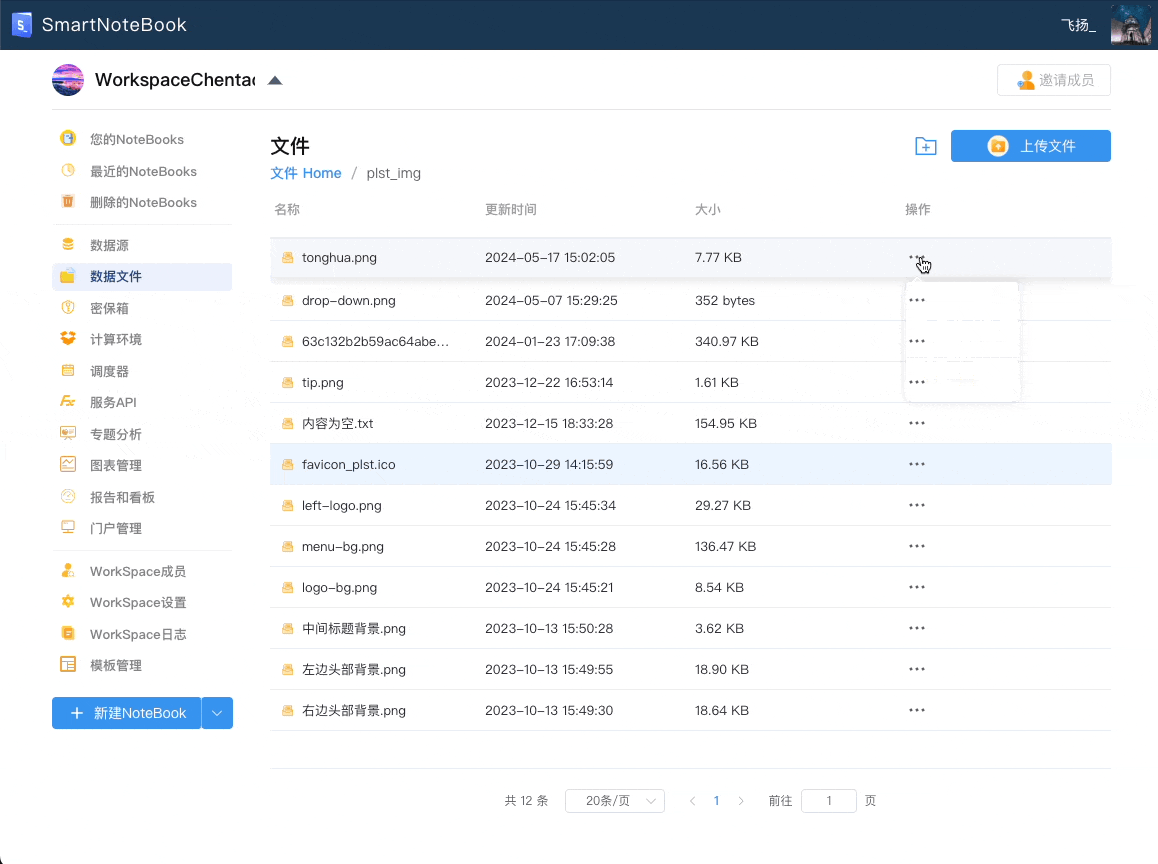 SmartNoteBook
飞扬_
WorkspaceChentac
邀请成员
您的NoteBooks
最近的NoteBooks
删除的NoteBooks
数据源
数据文件
密保箱
计算环境
调度器
服务API
专题分析
图表管理
报告和看板
门户管理
WorkSpace成员
WorkSpace设置
WorkSpace日志
模板管理
+ 新建NoteBook
文件
上传文件
文件 Home / plst_img
名称 更新时间 大小 操作
tonghua.png 2024-05-17 15:02:05 7.77 KB
drop-down.png 2024-05-07 15:29:25 352 bytes
63c132b2b59ac64abe... 2024-01-23 17:09:38 340.97 KB
tip.png 2023-12-22 16:53:14 1.61 KB
内容为空.txt 2023-12-15 18:33:28 154.95 KB
favicon_plst.ico 2023-10-29 14:15:59 16.56 KB
left-logo.png 2023-10-24 15:45:34 29.27 KB
menu-bg.png 2023-10-24 15:45:28 136.47 KB
logo-bg.png 2023-10-24 15:45:21 8.54 KB
中间标题背景.png 2023-10-13 15:50:28 3.62 KB
左边头部背景.png 2023-10-13 15:49:55 18.90 KB
右边头部背景.png 2023-10-13 15:49:30 18.64 KB
共 12 条 20条/页 1 前往 1 页